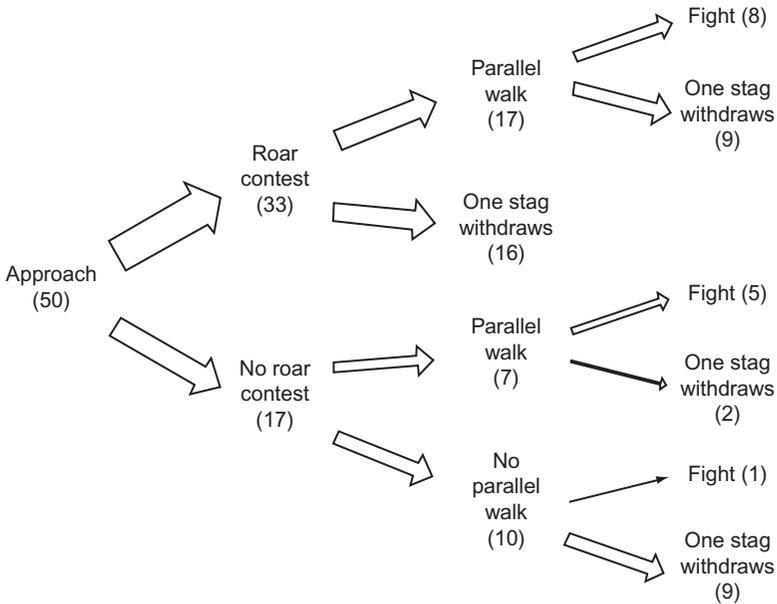 Approach
(50)
Roar
contest
(33)
No roar
contest
(17)
Parallel
walk
(17)
One stag
withdraws
(16)
Parallel
walk
(7)
No
parallel
walk
(10)
Fight (8)
One stag
withdraws
(9)
Fight (5)
One stag
withdraws
(2)
Fight (1)
One stag
withdraws
(9)